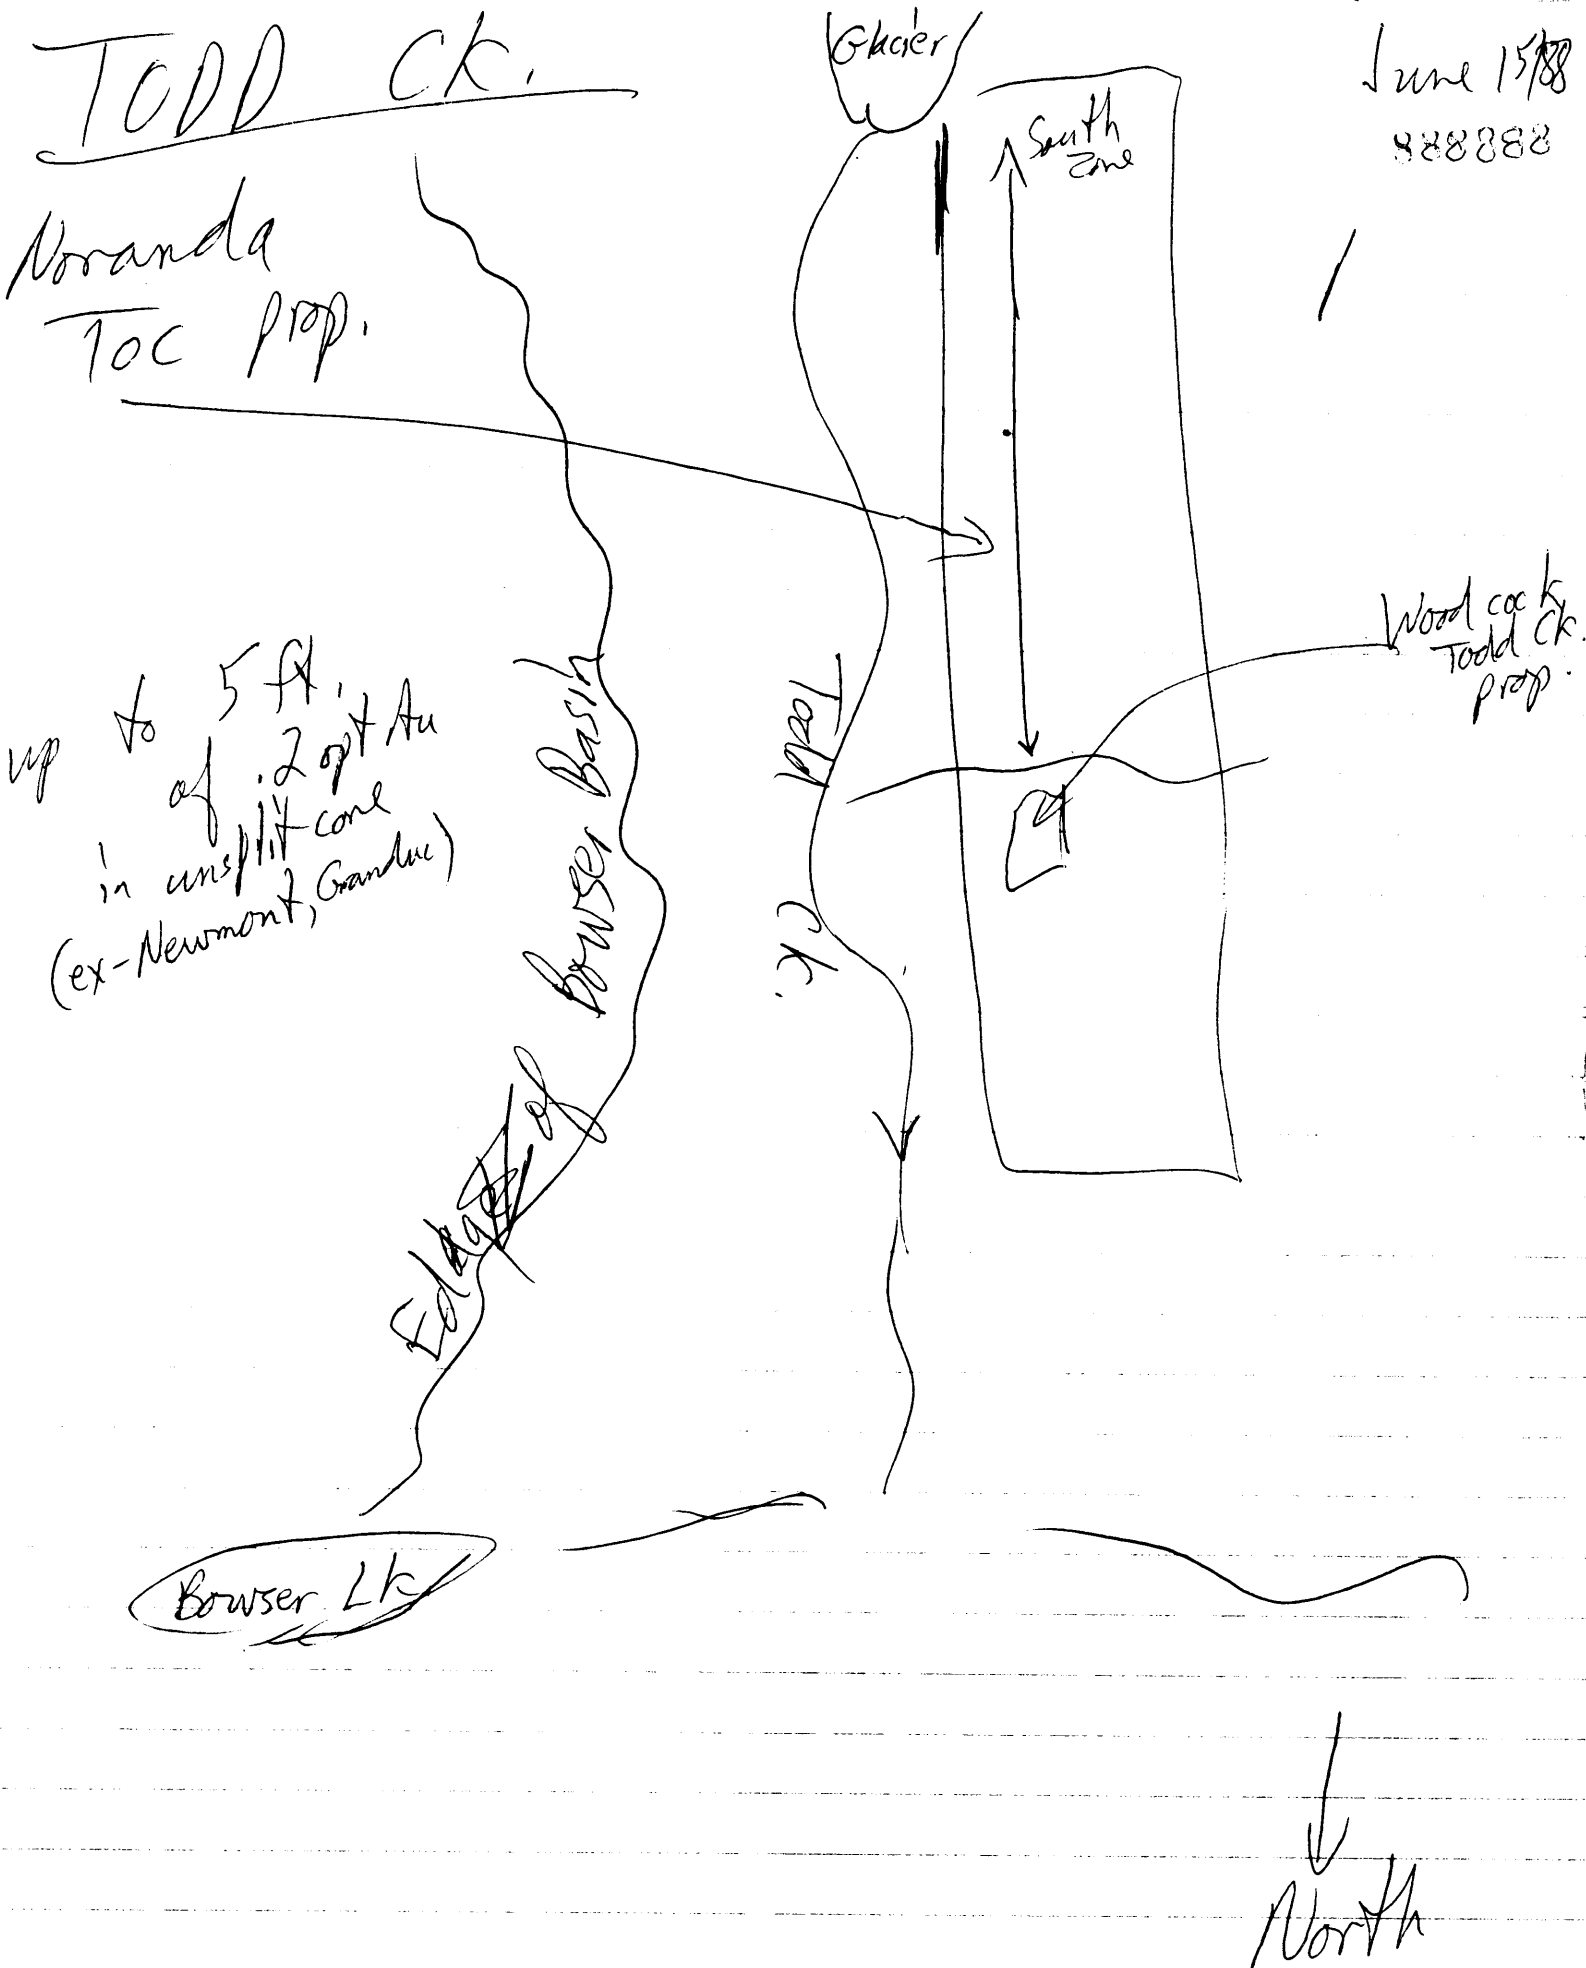 TODD CK.
Glacier
June 15/88
888888
South
Zone
Noranda
TOC prop.
Woodcock
Todd Ck.
prop.
up to 5 ft.
of .2 opt Au
in unsplit core
(ex-Newmont, Granduc)
Edge of Bowser Basin
Todd Ck.
Bowser Lk
North